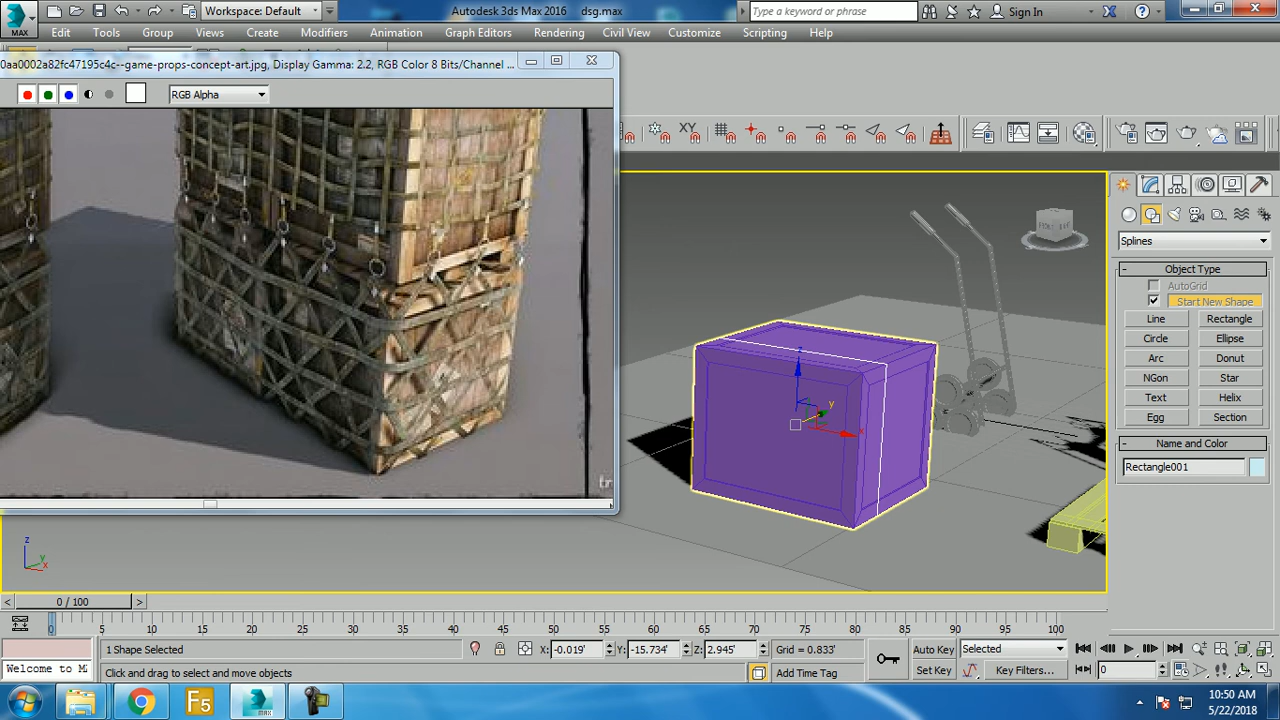 Workspace: Default
Autodesk 3ds Max 2016    dsg.max
Type a keyword or phrase
Sign In
MAX
Edit Tools Group Views Create Modifiers Animation Graph Editors Rendering Civil View Customize Scripting Help
0aa0002a82fc47195c4c--game-props-concept-art.jpg, Display Gamma: 2.2, RGB Color 8 Bits/Channel ...
RGB Alpha
XY
Splines
- Object Type
AutoGrid
Start New Shape
Line Rectangle
Circle Ellipse
Arc Donut
NGon Star
Text Helix
Egg Section
- Name and Color
Rectangle001
z
y
x
z
y
x
tr
< 0 / 100 >
0 5 10 15 20 25 30 35 40 45 50 55 60 65 70 75 80 85 90 95 100
1 Shape Selected
X: -0.019' Y: -15.734' Z: 2.945' Grid = 0.833'
Auto Key Selected
Welcome to M
Click and drag to select and move objects
Add Time Tag
Set Key Key Filters... 0
F5
MAX
10:50 AM
5/22/2018